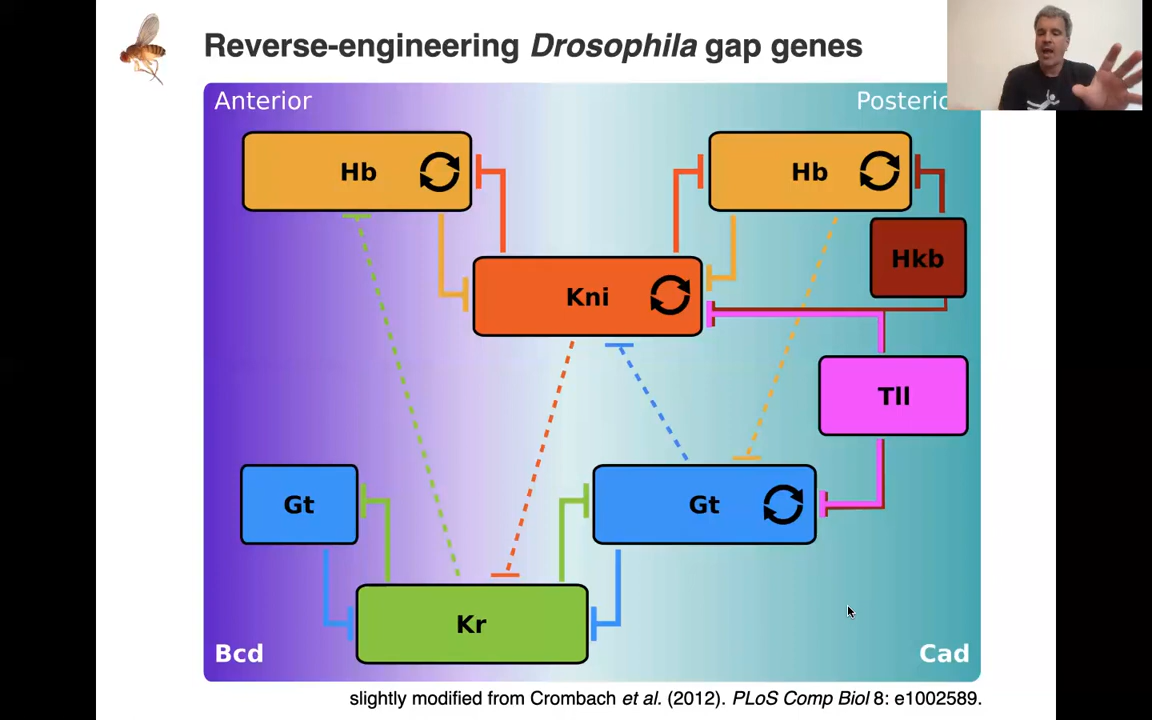 Reverse-engineering Drosophila gap genes
Anterior
Posteric
Hb
Hb
Hkb
Kni
Tll
Gt
Gt
Kr
Bcd
Cad
slightly modified from Crombach et al. (2012). PLoS Comp Biol 8: e1002589.